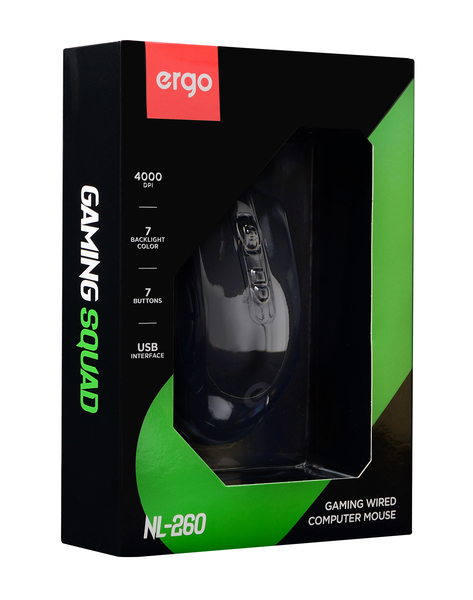 ergo
4000
DPI
7
BACKLIGHT
COLOR
7
BUTTONS
USB
INTERFACE
GAMING SQUAD
NL-260
GAMING WIRED
COMPUTER MOUSE